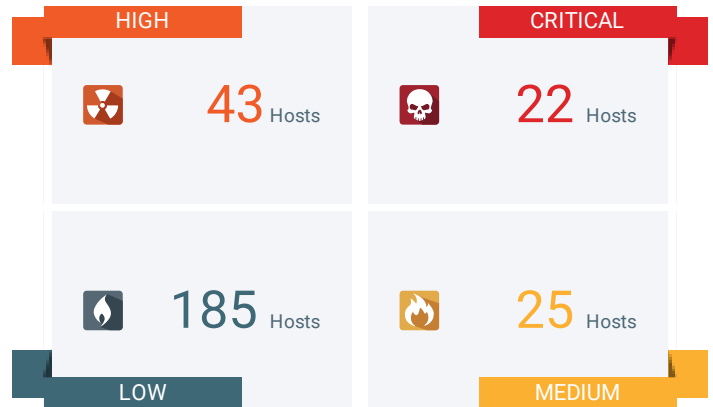 HIGH
CRITICAL
43 Hosts
22 Hosts
185 Hosts
25 Hosts
LOW
MEDIUM